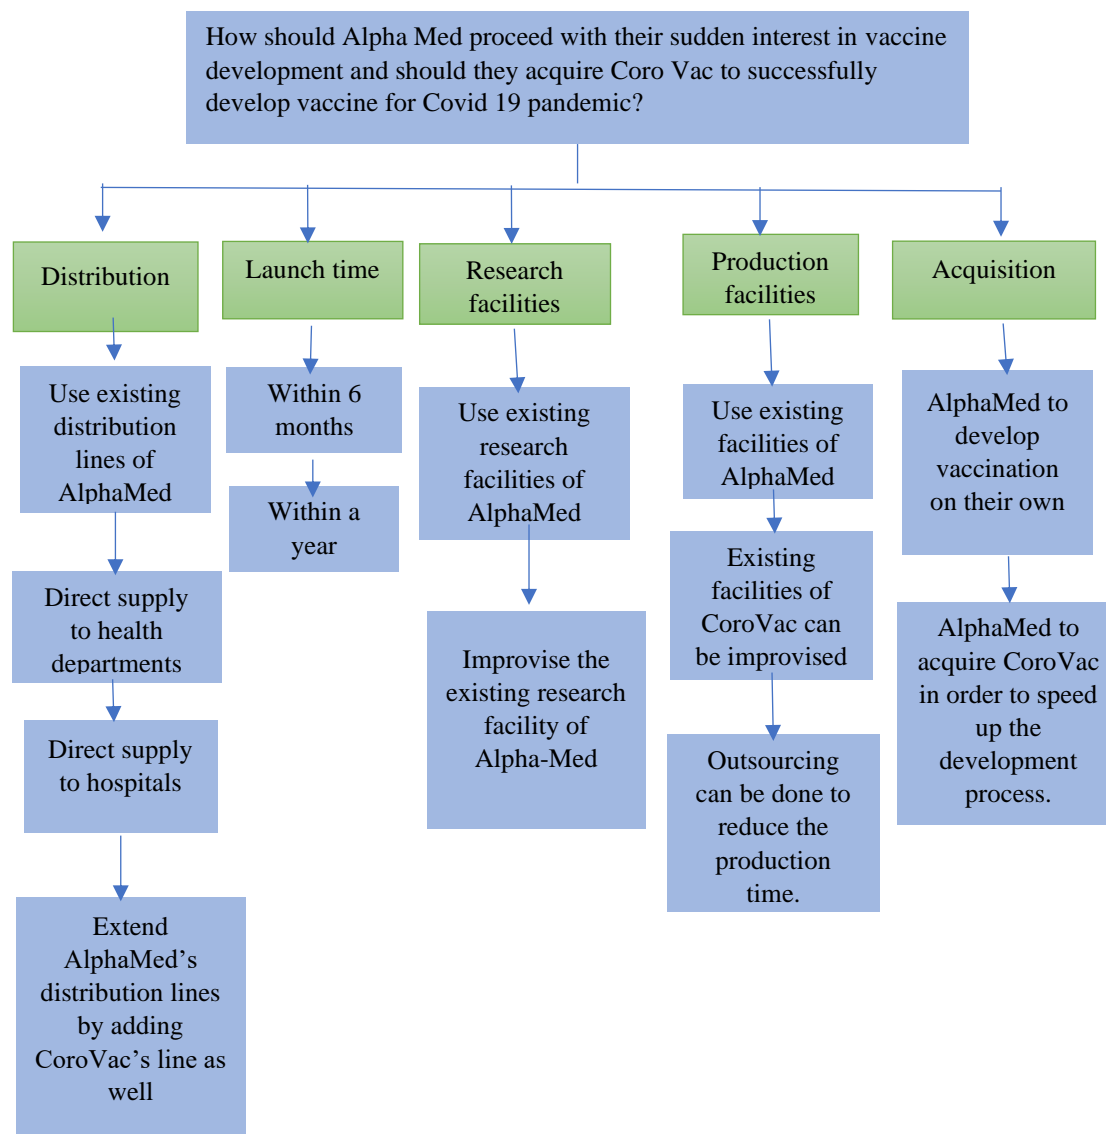 How should Alpha Med proceed with their sudden interest in vaccine
development and should they acquire Coro Vac to successfully
develop vaccine for Covid 19 pandemic?
Distribution
Use existing
distribution
lines of
AlphaMed
Direct supply
to health
departments
Direct supply
to hospitals
Extend
AlphaMed’s
distribution lines
by adding
CoroVac’s line as
well
Launch time
Within 6
months
Within a
year
Research
facilities
Use existing
research
facilities of
AlphaMed
Improvise the
existing research
facility of
Alpha-Med
Production
facilities
Use existing
facilities of
AlphaMed
Existing
facilities of
CoroVac can
be improvised
Outsourcing
can be done to
reduce the
production
time.
Acquisition
AlphaMed to
develop
vaccination
on their own
AlphaMed to
acquire CoroVac
in order to speed
up the
development
process.